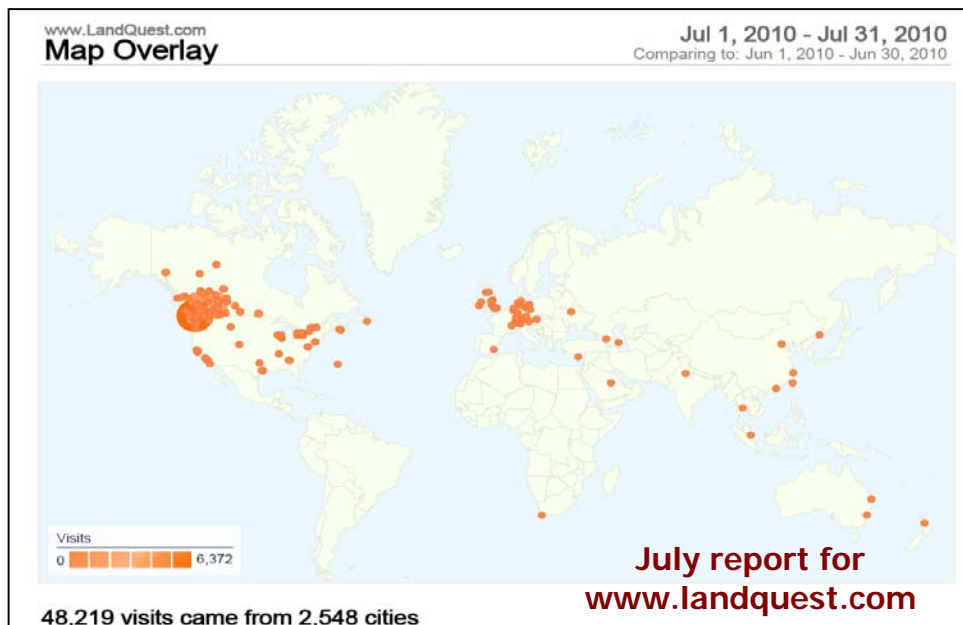 www.LandQuest.com
Map Overlay
Jul 1, 2010 - Jul 31, 2010
Comparing to: Jun 1, 2010 - Jun 30, 2010
Visits
0 6,372
July report for
www.landquest.com
48,219 visits came from 2,548 cities